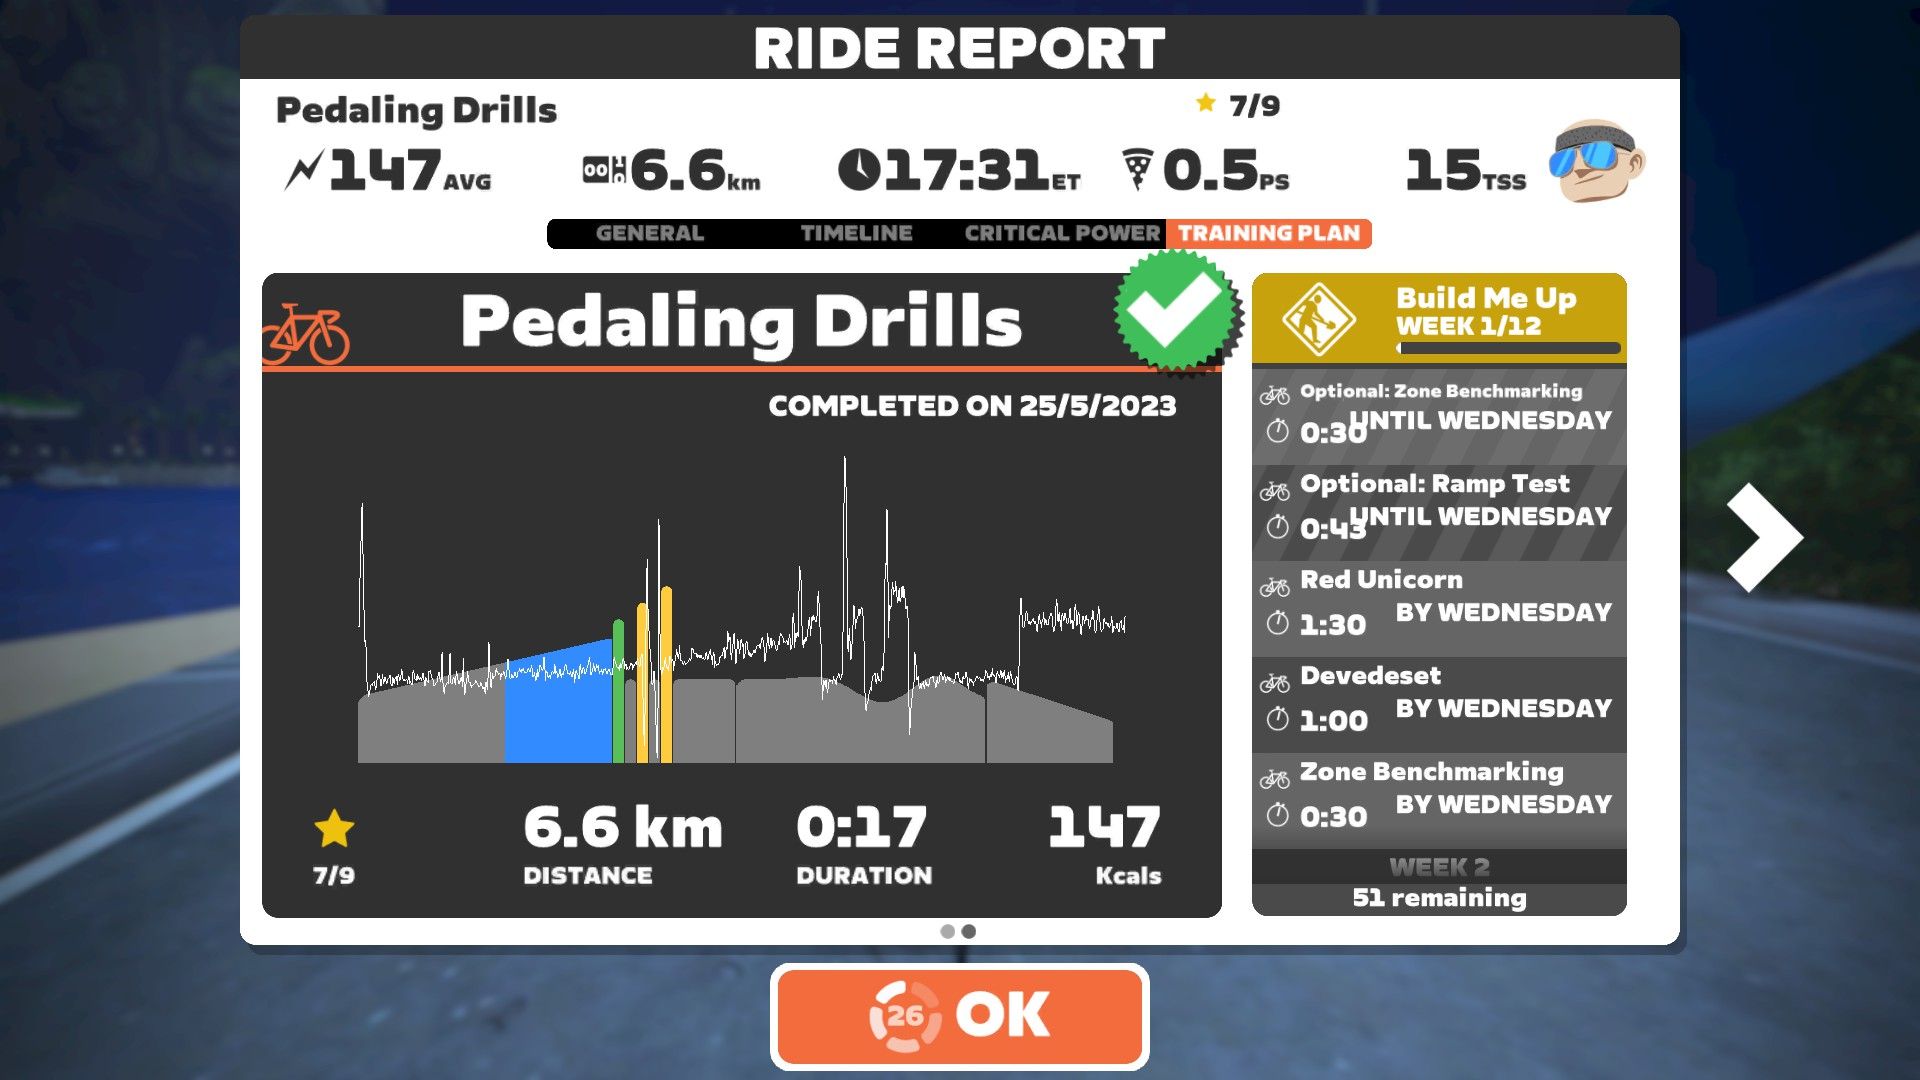 RIDE REPORT
Pedaling Drills
7/9
147AVG
6.6km
17:31ET
0.5PS
15TSS
GENERAL
TIMELINE
CRITICAL POWER
TRAINING PLAN
Pedaling Drills
COMPLETED ON 25/5/2023
7/9
6.6 km
DISTANCE
0:17
DURATION
147
Kcals
Build Me Up
WEEK 1/12
Optional: Zone Benchmarking
0:30
UNTIL WEDNESDAY
Optional: Ramp Test
0:43
UNTIL WEDNESDAY
Red Unicorn
1:30
BY WEDNESDAY
Devedeset
1:00
BY WEDNESDAY
Zone Benchmarking
0:30
BY WEDNESDAY
WEEK 2
51 remaining
26
OK